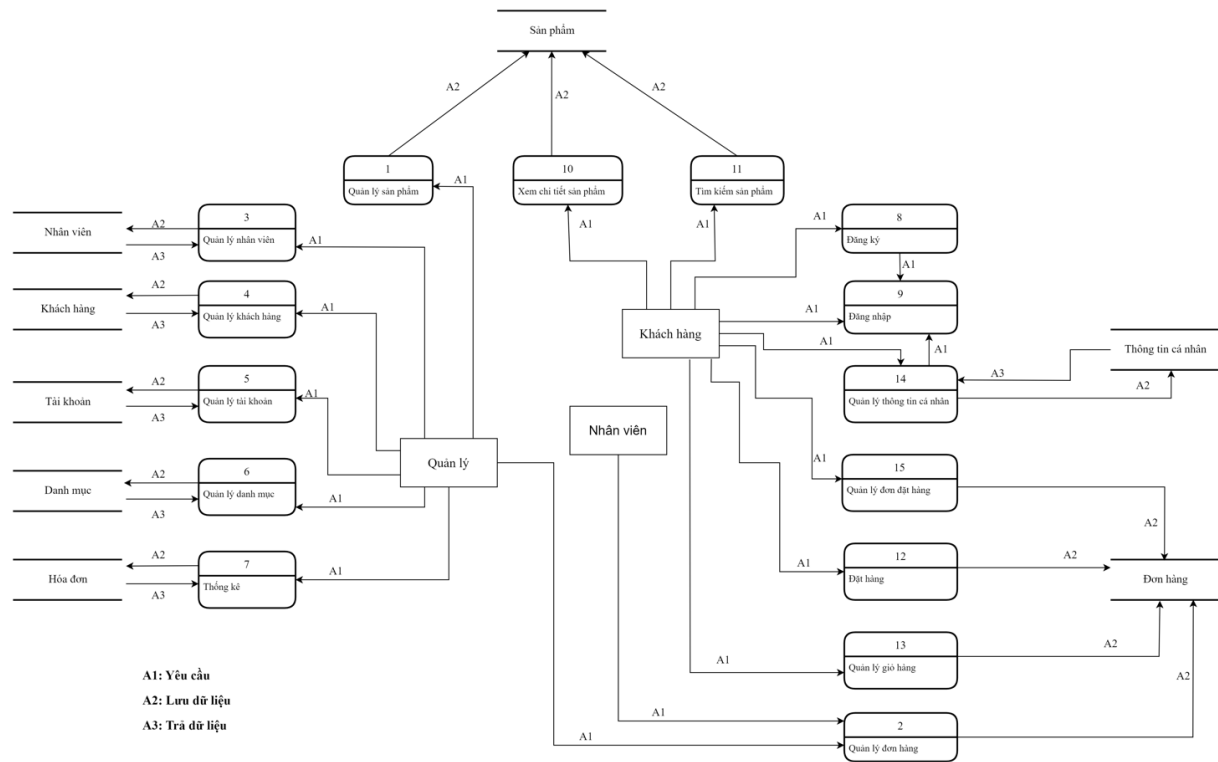 Sản phẩm
A2
A2
A2
1
Quản lý sản phẩm
10
Xem chi tiết sản phẩm
11
Tìm kiếm sản phẩm
A1
A1
A1
A1
Nhân viên
A2
A3
3
Quản lý nhân viên
A1
8
Đăng ký
A1
Khách hàng
A2
A3
4
Quản lý khách hàng
A1
Khách hàng
A1
9
Đăng nhập
A1
A1
Thông tin cá nhân
A3
A2
14
Quản lý thông tin cá nhân
Tài khoản
A2
A3
5
Quản lý tài khoản
A1
Nhân viên
Quản lý
Danh mục
A2
A3
6
Quản lý danh mục
A1
A1
15
Quản lý đơn đặt hàng
A2
Hóa đơn
A2
A3
7
Thống kê
A1
A1
12
Đặt hàng
A2
Đơn hàng
A1
13
Quản lý giỏ hàng
A2
A2
A1: Yêu cầu
A2: Lưu dữ liệu
A3: Trả dữ liệu
A1
A1
2
Quản lý đơn hàng